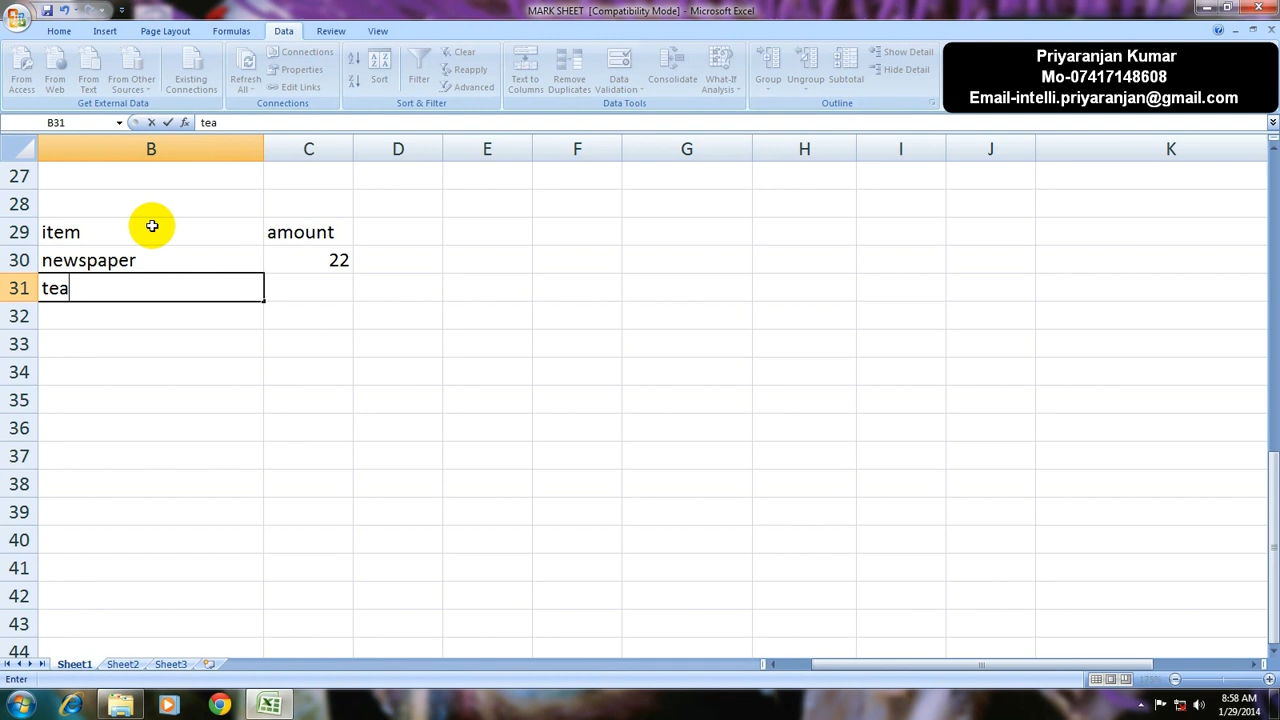 MARK SHEET [Compatibility Mode] - Microsoft Excel
Home Insert Page Layout Formulas Data Review View
From Access
From Web
From Text
From Other Sources
Existing Connections
Get External Data
Refresh All
Connections
Properties
Edit Links
Connections
Sort
Filter
Clear
Reapply
Advanced
Sort & Filter
Text to Columns
Remove Duplicates
Data Validation
Consolidate
What-If Analysis
Data Tools
Group
Ungroup
Subtotal
Show Detail
Hide Detail
Outline
Priyaranjan Kumar
Mo-07417148608
Email-intelli.priyaranjan@gmail.com
B31 fx tea
B C D E F G H I J K
27
28
29 item amount
30 newspaper 22
31 tea
32
33
34
35
36
37
38
39
40
41
42
43
44
Sheet1 Sheet2 Sheet3
Enter 175%
8:58 AM
1/29/2014